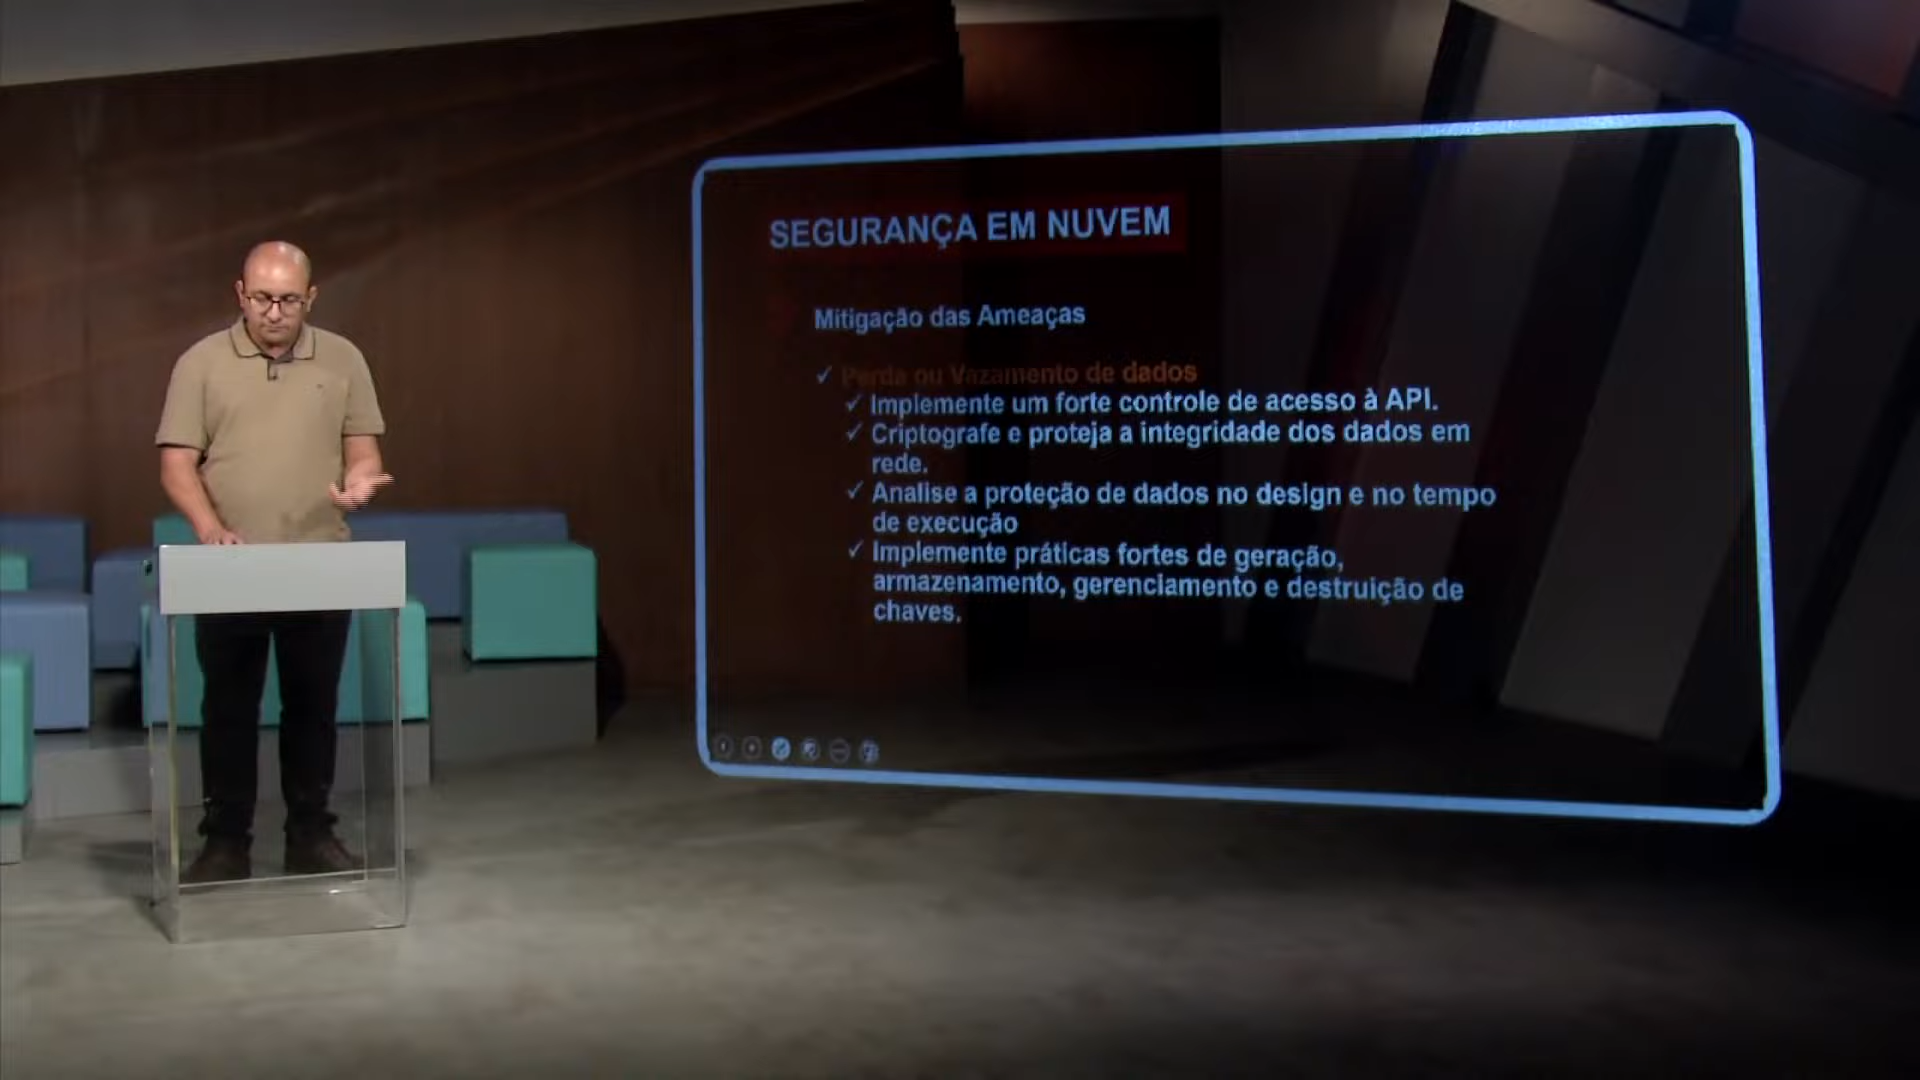 SEGURANÇA EM NUVEM
Mitigação das Ameaças
✓ Perda ou Vazamento de dados
✓ Implemente um forte controle de acesso à API.
✓ Criptografe e proteja a integridade dos dados em
rede.
✓ Analise a proteção de dados no design e no tempo
de execução
✓ Implemente práticas fortes de geração,
armazenamento, gerenciamento e destruição de
chaves.